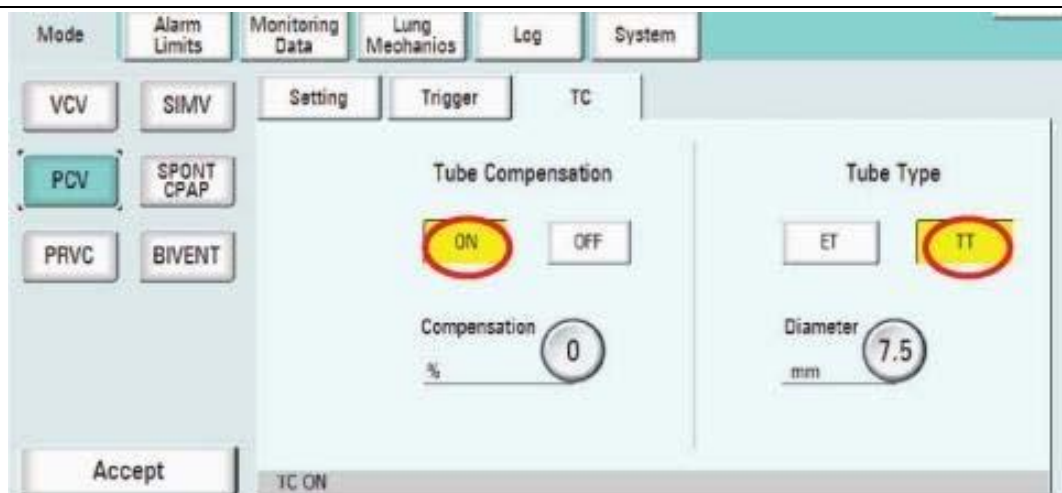 Mode
Alarm
Limits
Monitoring
Data
Lung
Meohanios
Log
System
VCV
SIMV
Setting
Trigger
TC
PCV
SPONT
CPAP
Tube Compensation
Tube Type
PRVC
BIVENT
ON
OFF
ET
TT
Compensation
0
%
Diameter
7.5
mm
Accept
TC ON